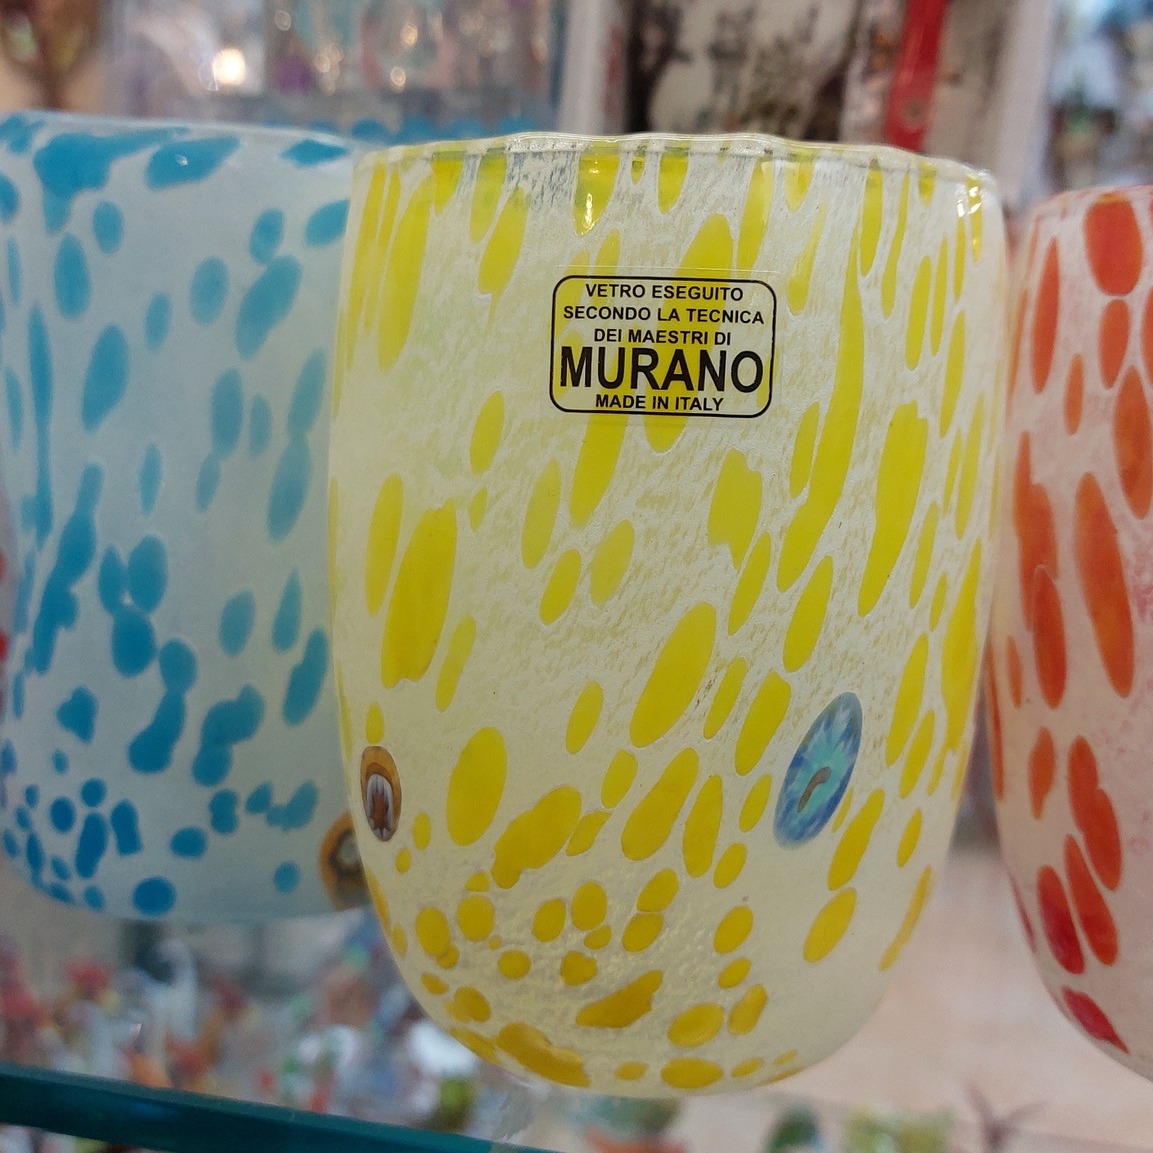 VETRO ESEGUITO
SECONDO LA TECNICA
DEI MAESTRI DI
MURANO
MADE IN ITALY